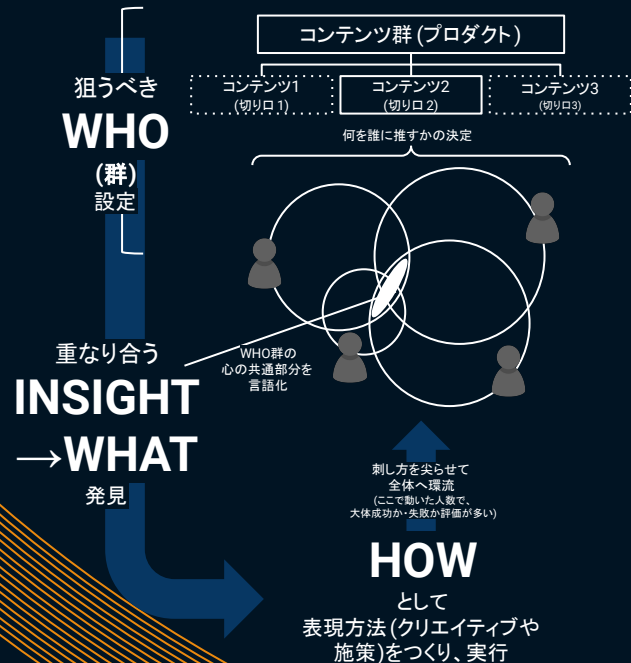 コンテンツ群(プロダクト)
コンテンツ1
(切り口1)
コンテンツ2
(切り口2)
コンテンツ3
(切り口3)
何を誰に推すかの決定
狙うべき
WHO
(群)
設定
重なり合う
INSIGHT
→WHAT
発見
WHO群の
心の共通部分を
言語化
刺し方を尖らせて
全体へ環流
(ここで動いた人数で、
大体成功か・失敗か評価が多い)
HOW
として
表現方法(クリエイティブや
施策)をつくり、実行